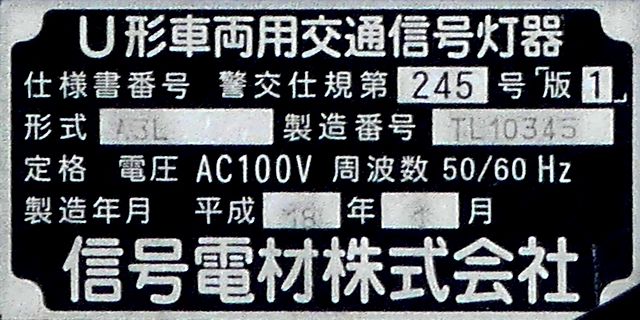 U形車両用交通信号灯器
仕様書番号 警交仕規第 245 号「版1」
形式 A3L 製造番号 TL10345
定格 電圧 AC100V 周波数 50/60 Hz
製造年月 平成 18 年 1 月
信号電材株式会社